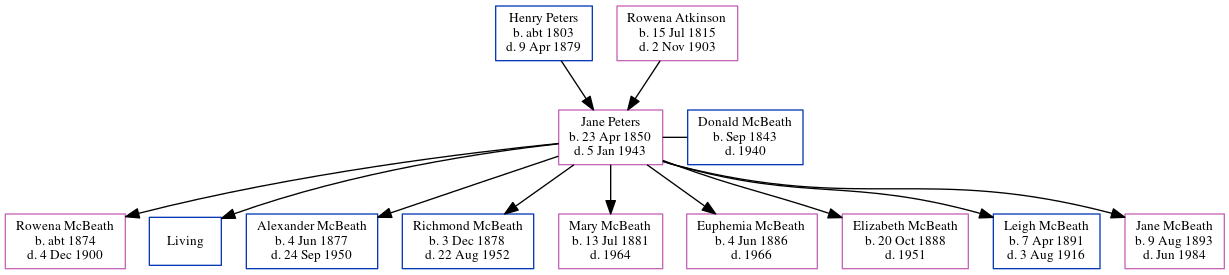 Henry Peters
b. abt 1803
d. 9 Apr 1879
Rowena Atkinson
b. 15 Jul 1815
d. 2 Nov 1903
Jane Peters
b. 23 Apr 1850
d. 5 Jan 1943
Donald McBeath
b. Sep 1843
d. 1940
Rowena McBeath
b. abt 1874
d. 4 Dec 1900
Living
Alexander McBeath
b. 4 Jun 1877
d. 24 Sep 1950
Richmond McBeath
b. 3 Dec 1878
d. 22 Aug 1952
Mary McBeath
b. 13 Jul 1881
d. 1964
Euphemia McBeath
b. 4 Jun 1886
d. 1966
Elizabeth McBeath
b. 20 Oct 1888
d. 1951
Leigh McBeath
b. 7 Apr 1891
d. 3 Aug 1916
Jane McBeath
b. 9 Aug 1893
d. Jun 1984